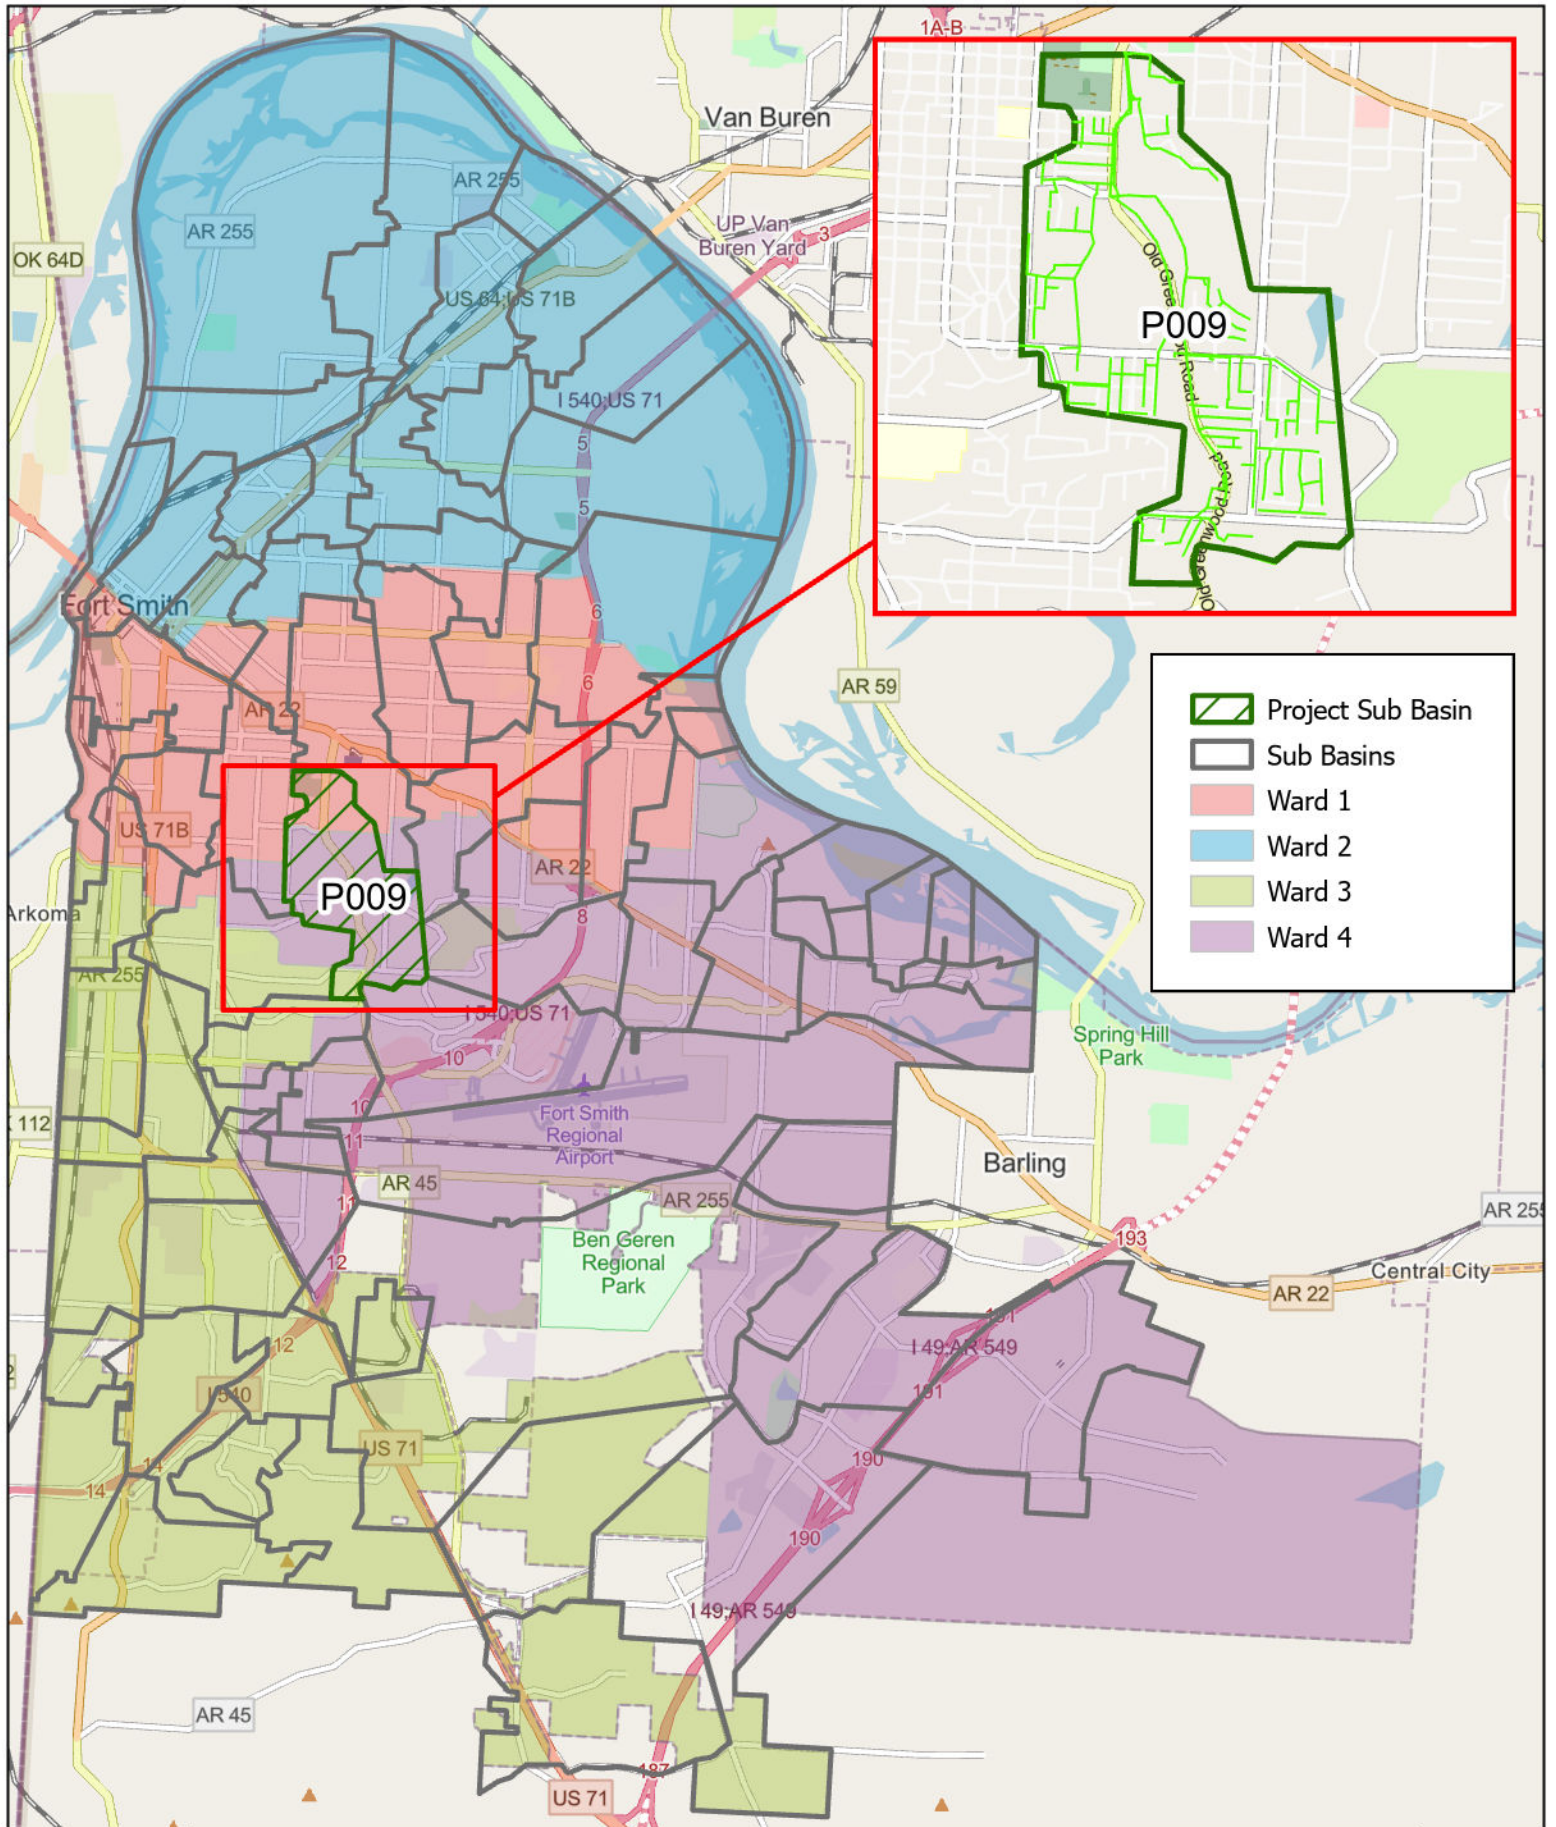 1A-B
Van Buren
AR 255
AR 255
UP Van
Buren Yard
3
OK 64D
US 64;US 71B
Old Gree
P009
Road
Old Greenwood Road
I 540;US 71
5
5
Fort Smith
6
6
AR 59
AR 22
Project Sub Basin
Sub Basins
Ward 1
Ward 2
Ward 3
Ward 4
US 71B
AR 22
P009
Arkoma
8
AR 255
I 540;US 71
10
Spring Hill
Park
10
Fort Smith
Regional
Airport
112
11
Barling
AR 45
AR 255
11
AR 255
Ben Geren
Regional
Park
193
12
Central City
AR 22
191
12
I 49;AR 549
191
I 540
US 71
190
14
14
190
I 49;AR 549
AR 45
187
US 71